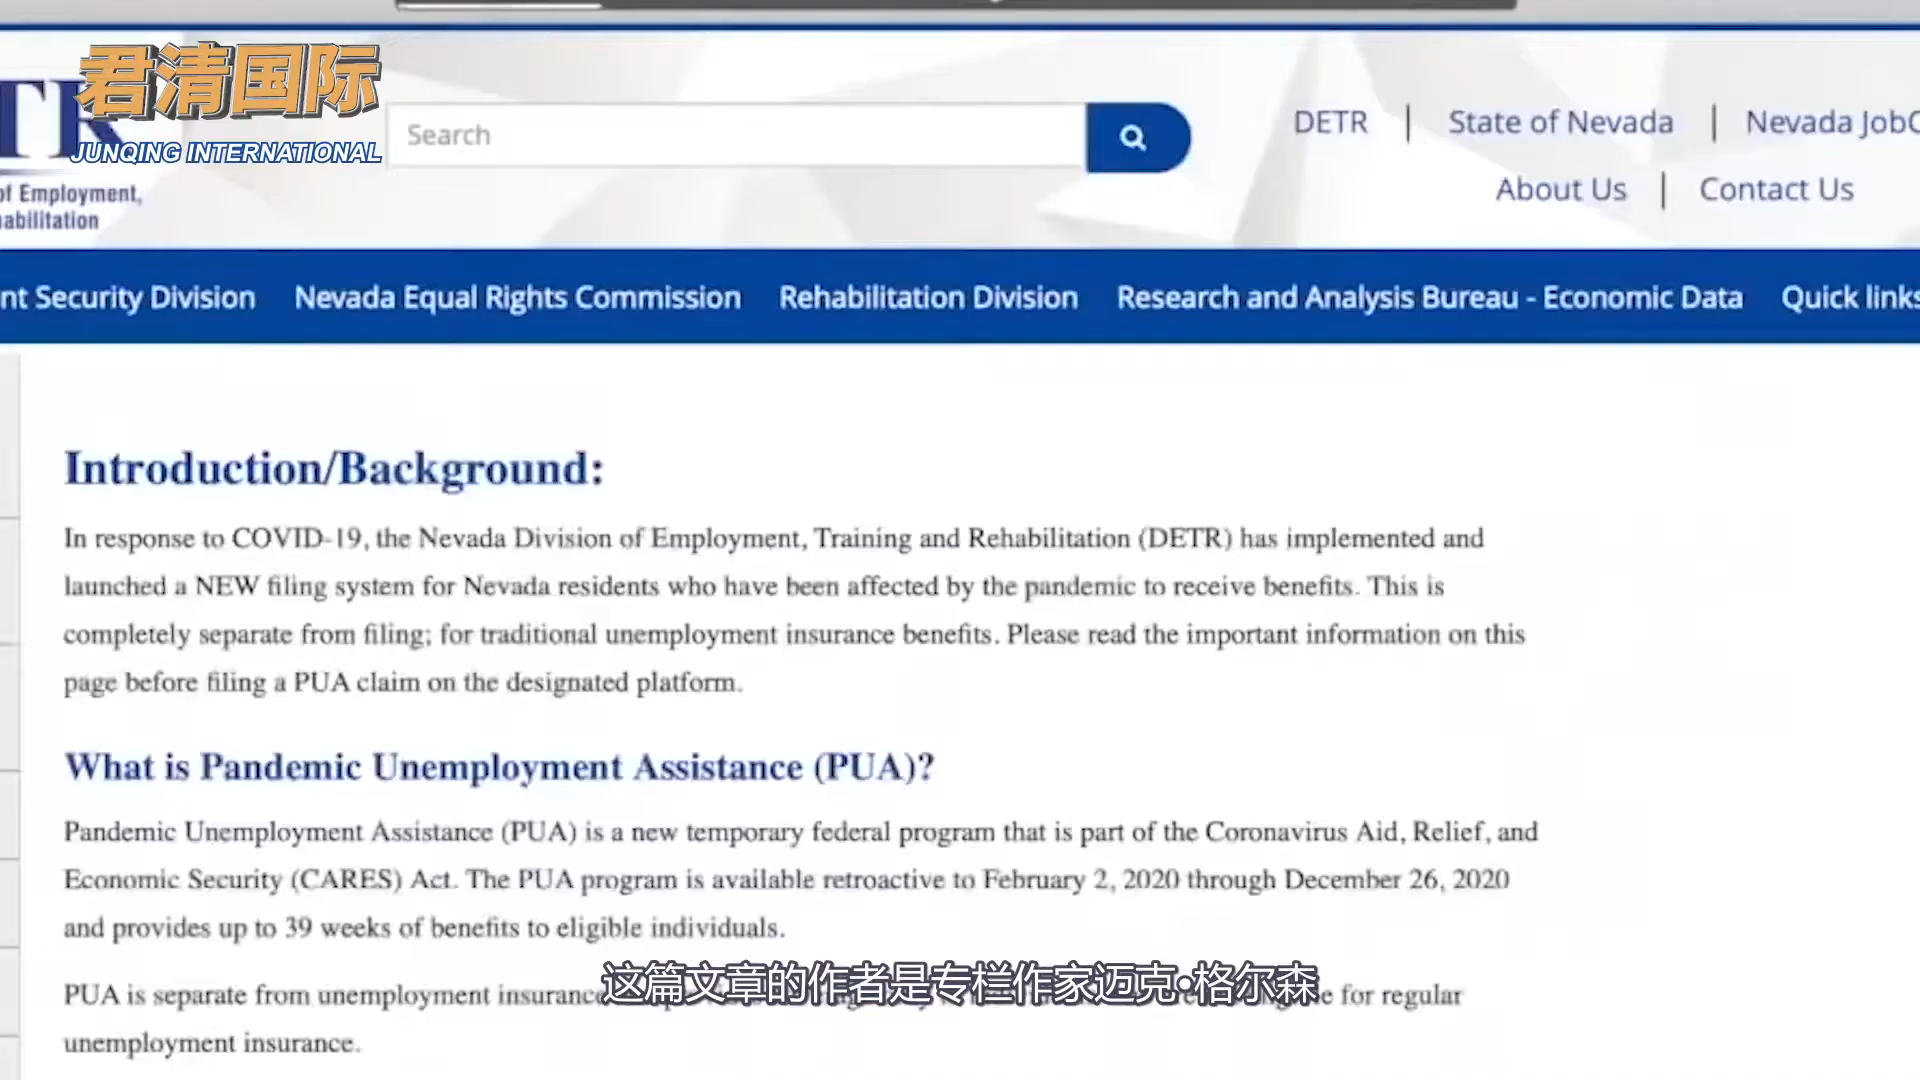 君清国际
JUNQING INTERNATIONAL
TR
of Employment,
abilitation
Search
DETR | State of Nevada | Nevada Job
About Us | Contact Us
nt Security Division Nevada Equal Rights Commission Rehabilitation Division Research and Analysis Bureau - Economic Data Quick links
Introduction/Background:
In response to COVID-19, the Nevada Division of Employment, Training and Rehabilitation (DETR) has implemented and
launched a NEW filing system for Nevada residents who have been affected by the pandemic to receive benefits. This is
completely separate from filing; for traditional unemployment insurance benefits. Please read the important information on this
page before filing a PUA claim on the designated platform.
What is Pandemic Unemployment Assistance (PUA)?
Pandemic Unemployment Assistance (PUA) is a new temporary federal program that is part of the Coronavirus Aid, Relief, and
Economic Security (CARES) Act. The PUA program is available retroactive to February 2, 2020 through December 26, 2020
and provides up to 39 weeks of benefits to eligible individuals.
PUA is separate from unemployment insurance for regular
unemployment insurance.
这篇文章的作者是专栏作家迈克·格尔森